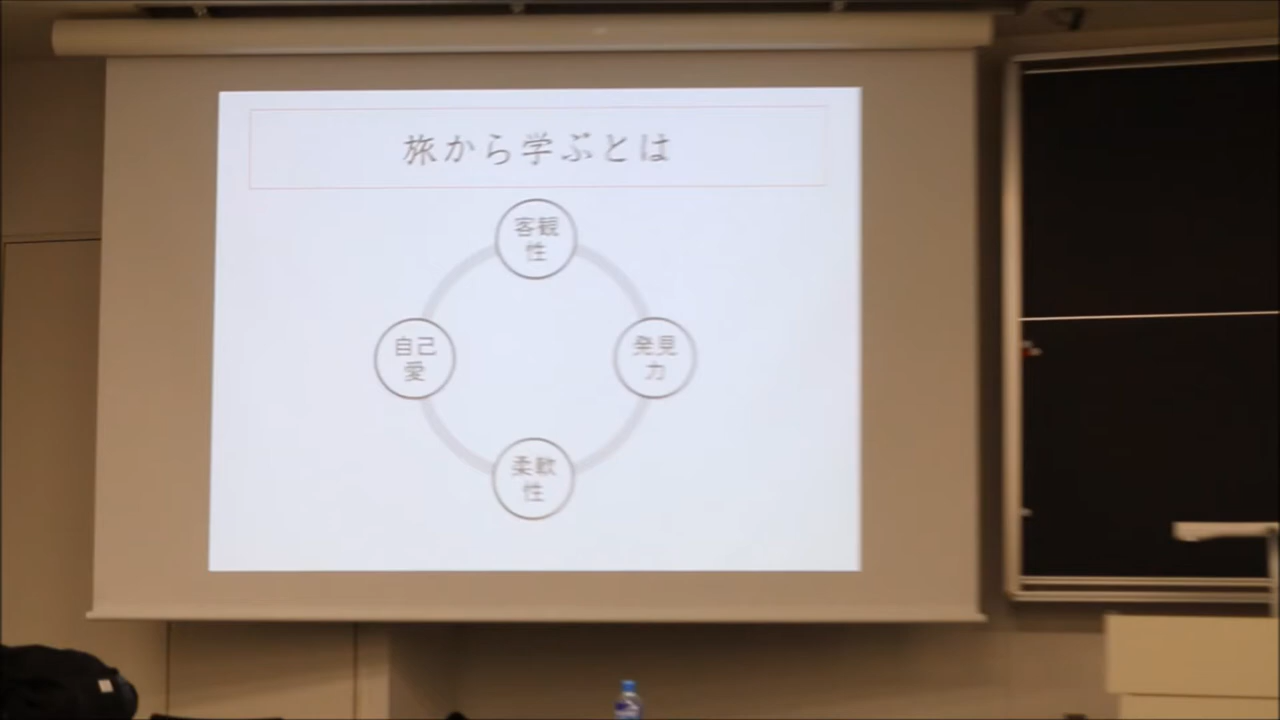 旅から学ぶとは
客観
性
自己
愛
発見
力
柔軟
性